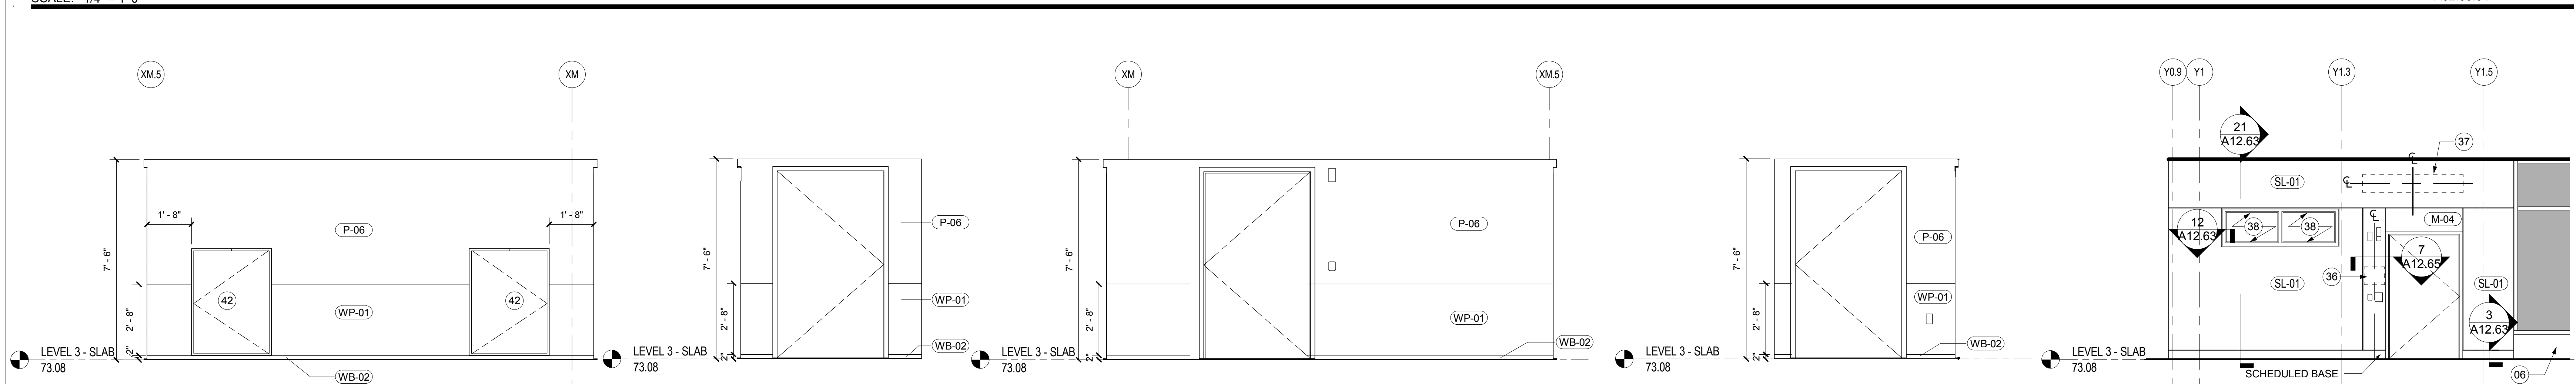 SCALE: 1/4" = 1'-0"
XM.5
XM
7' - 6"
1' - 8"
1' - 8"
P-06
42
42
WP-01
2' - 8"
2"
LEVEL 3 - SLAB
73.08
WB-02
7' - 6"
P-06
2' - 8"
WP-01
2"
WB-02
LEVEL 3 - SLAB
73.08
XM
XM.5
7' - 6"
P-06
2' - 8"
WP-01
2"
WB-02
LEVEL 3 - SLAB
73.08
7' - 6"
P-06
2' - 8"
WP-01
2"
WB-02
LEVEL 3 - SLAB
73.08
Y0.9
Y1
Y1.3
Y1.5
21
A12.63
37
SL-01
12
A12.63
38
38
M-04
7
A12.65
36
SL-01
SL-01
3
A12.63
LEVEL 3 - SLAB
73.08
SCHEDULED BASE
06